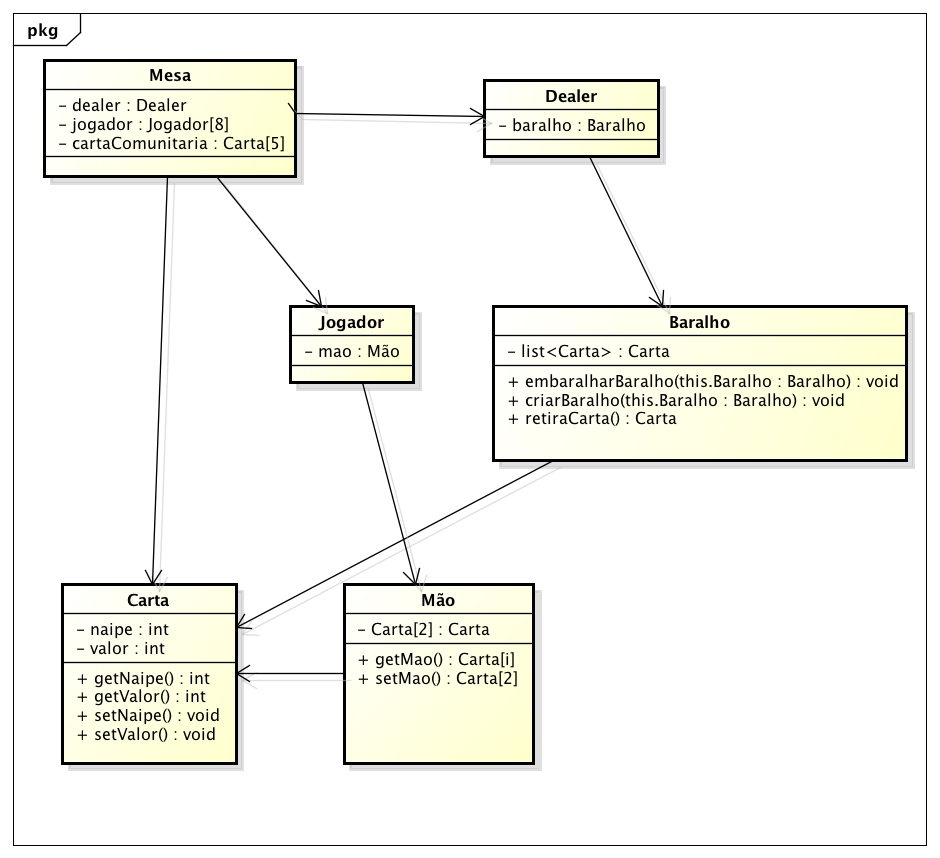 pkg
Mesa
– dealer : Dealer
– jogador : Jogador[8]
– cartaComunitaria : Carta[5]
Dealer
– baralho : Baralho
Jogador
– mao : Mão
Baralho
– list<Carta> : Carta
+ embaralharBaralho(this.Baralho : Baralho) : void
+ criarBaralho(this.Baralho : Baralho) : void
+ retiraCarta() : Carta
Carta
– naipe : int
– valor : int
+ getNaipe() : int
+ getValor() : int
+ setNaipe() : void
+ setValor() : void
Mão
– Carta[2] : Carta
+ getMao() : Carta[i]
+ setMao() : Carta[2]